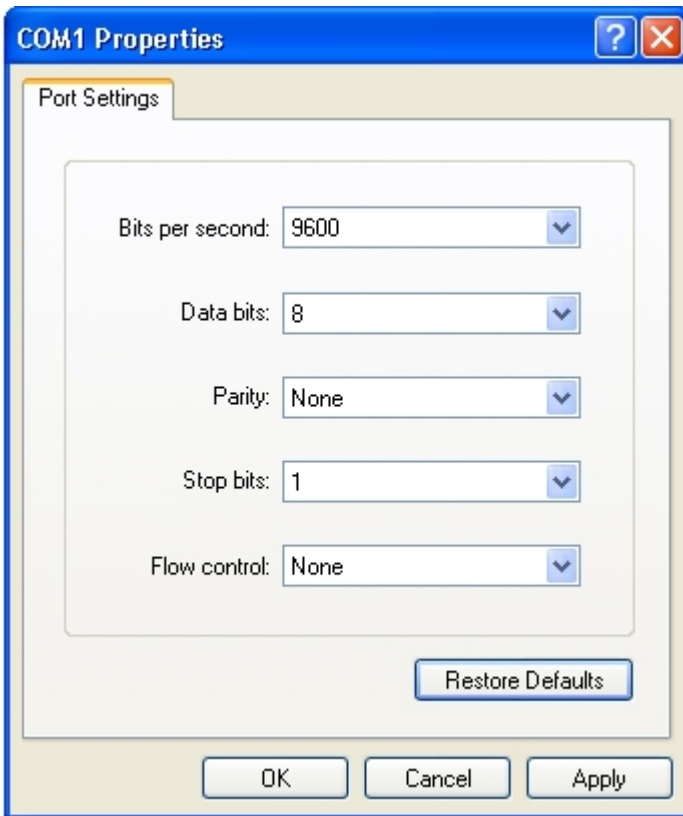 COM1 Properties
Port Settings
Bits per second: 9600
Data bits: 8
Parity: None
Stop bits: 1
Flow control: None
Restore Defaults
OK Cancel Apply